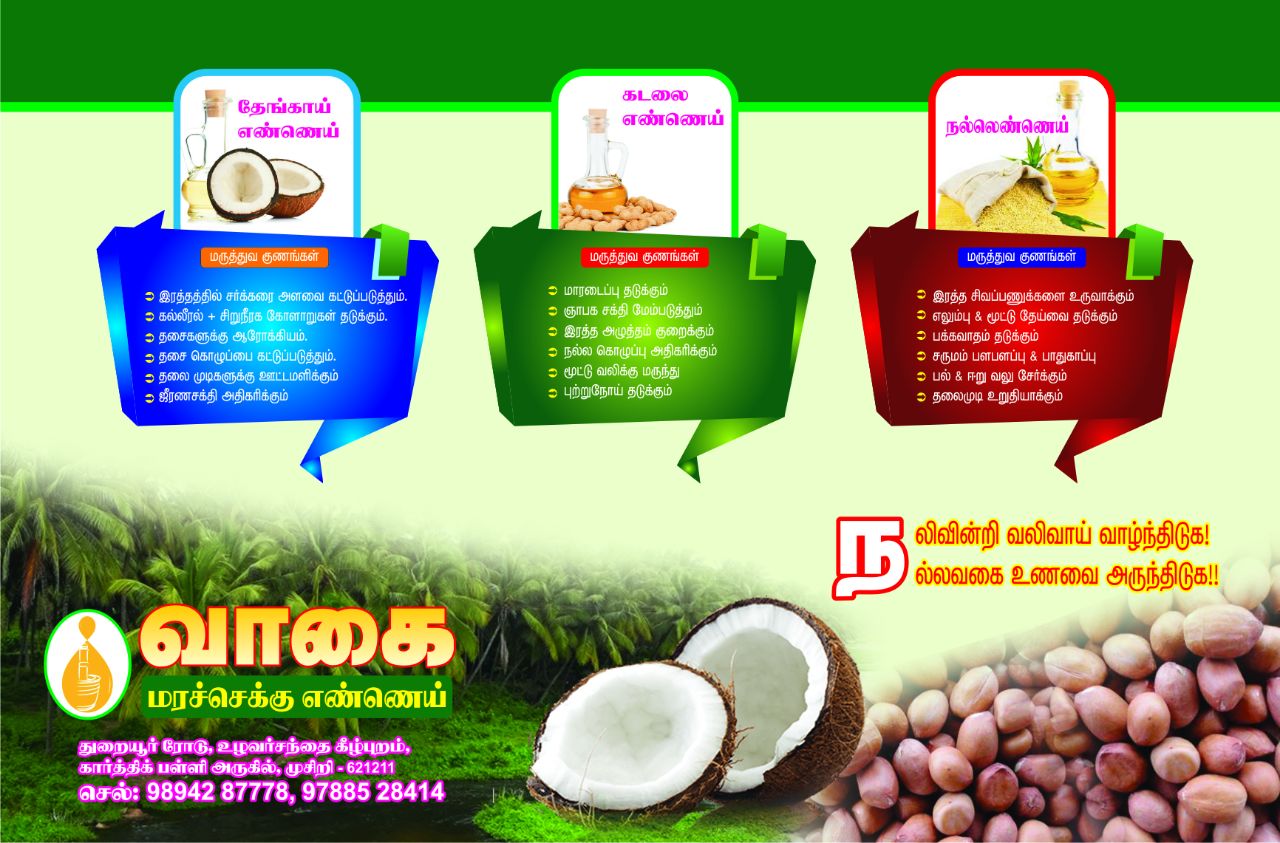 தேங்காய்
எண்ணெய்
மருத்துவ குணங்கள்
இரத்தத்தில் சர்க்கரை அளவை கட்டுப்படுத்தும்.
கல்லீரல் + சிறுநீரக கோளாறுகள் தடுக்கும்.
தசைகளுக்கு ஆரோக்கியம்.
தசை கொழுப்பை கட்டுப்படுத்தும்.
தலை முடிகளுக்கு ஊட்டமளிக்கும்
ஜீரணசக்தி அதிகரிக்கும்
கடலை
எண்ணெய்
மருத்துவ குணங்கள்
மாரடைப்பு தடுக்கும்
ஞாபக சக்தி மேம்படுத்தும்
இரத்த அழுத்தம் குறைக்கும்
நல்ல கொழுப்பு அதிகரிக்கும்
மூட்டு வலிக்கு மருந்து
புற்றுநோய் தடுக்கும்
நல்லெண்ணெய்
மருத்துவ குணங்கள்
இரத்த சிவப்பணுக்களை உருவாக்கும்
எலும்பு & மூட்டு தேய்வை தடுக்கும்
பக்கவாதம் தடுக்கும்
சருமம் பளபளப்பு & பாதுகாப்பு
பல் & ஈறு வலு சேர்க்கும்
தலைமுடி உறுதியாக்கும்
நலிவின்றி வலிவாய் வாழ்ந்திடுக!
ல்லவகை உணவை அருந்திடுக!!
வாகை
மரச்செக்கு எண்ணெய்
துறையூர் ரோடு, உழவர்சந்தை கீழ்புறம்,
கார்த்திக் பள்ளி அருகில், முசிறி - 621211
செல்: 98942 87778, 97885 28414